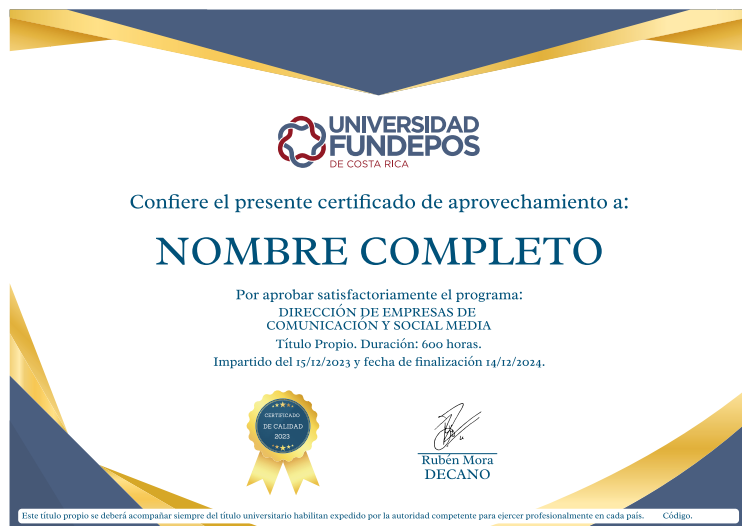 UNIVERSIDAD
FUNDEPOS
DE COSTA RICA
Confiere el presente certificado de aprovechamiento a:
NOMBRE COMPLETO
Por aprobar satisfactoriamente el programa:
DIRECCIÓN DE EMPRESAS DE
COMUNICACIÓN Y SOCIAL MEDIA
Título Propio. Duración: 600 horas.
Impartido del 15/12/2023 y fecha de finalización 14/12/2024.
CERTIFICADO
DE CALIDAD
2023
Rubén Mora
DECANO
Este título propio se deberá acompañar siempre del título universitario habilitan expedido por la autoridad competente para ejercer profesionalmente en cada país. Código.